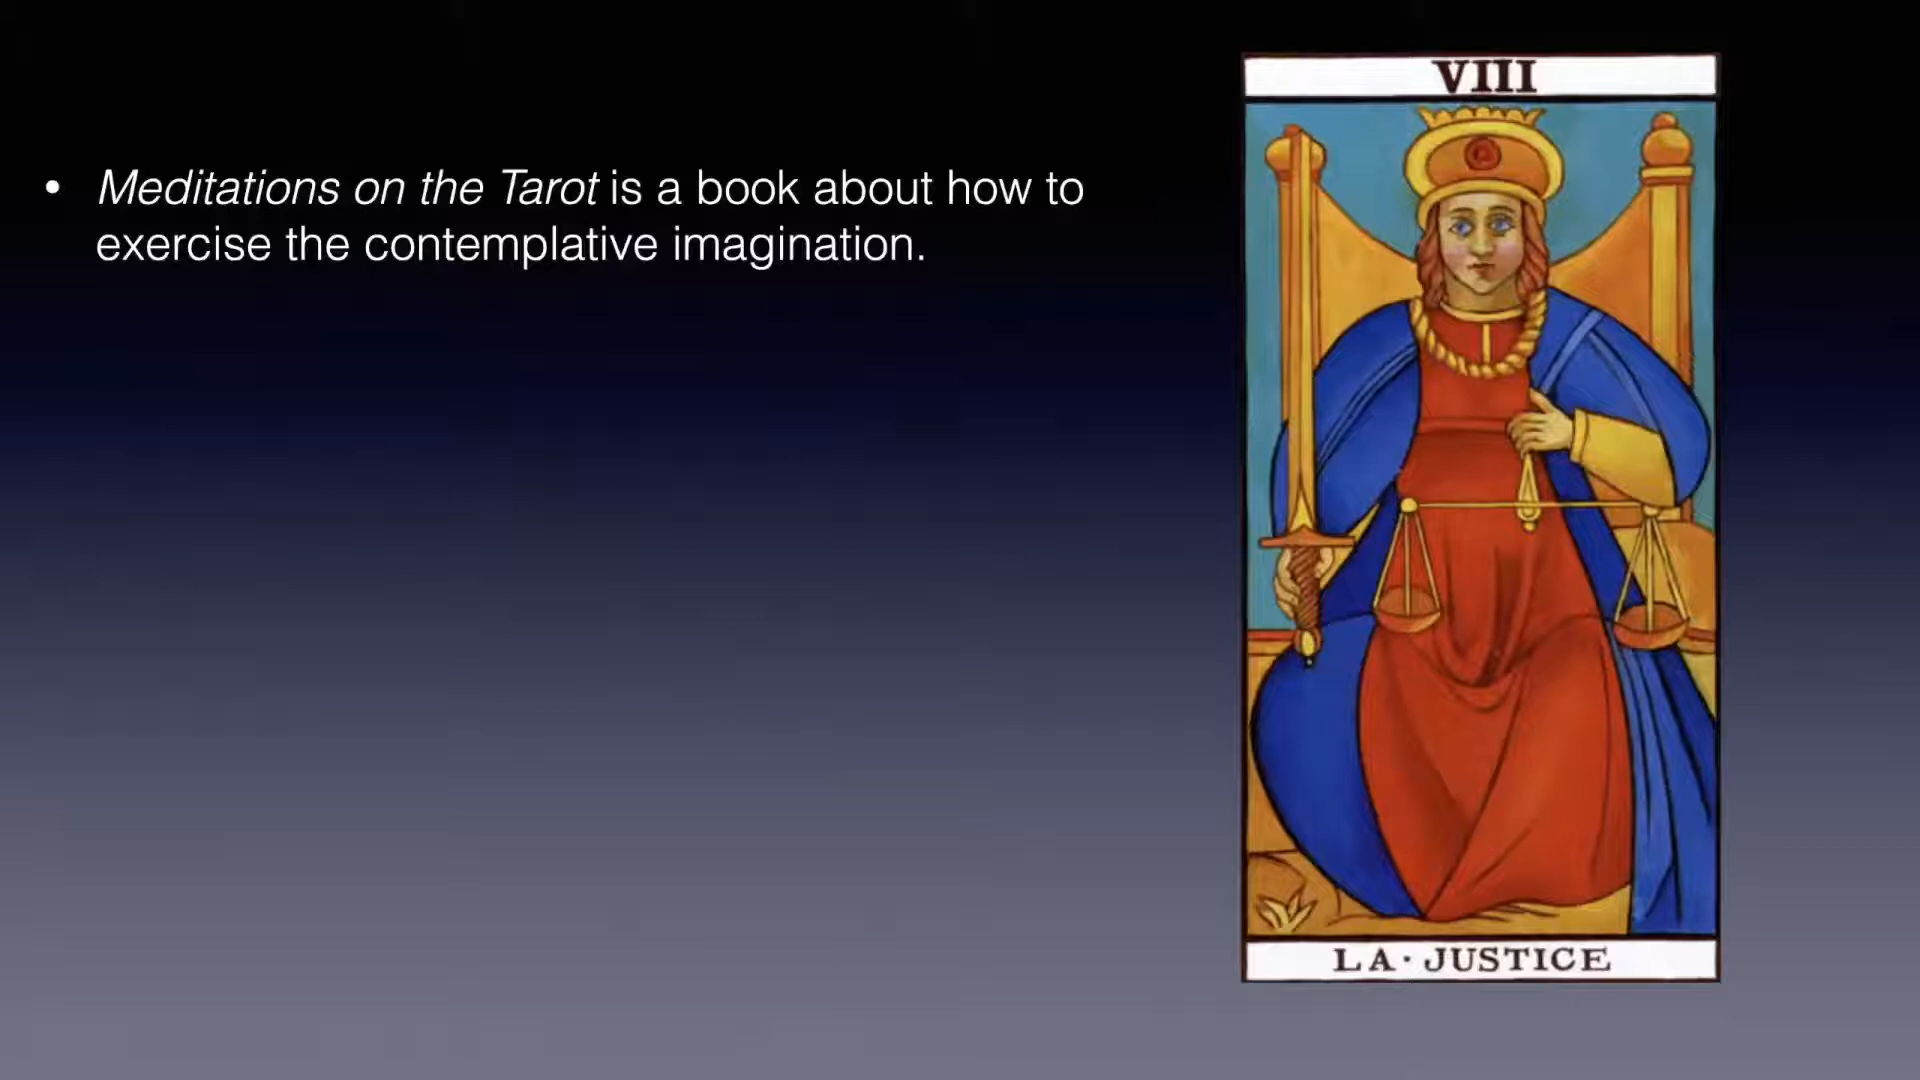 • Meditations on the Tarot is a book about how to
exercise the contemplative imagination.
VIII
LA · JUSTICE